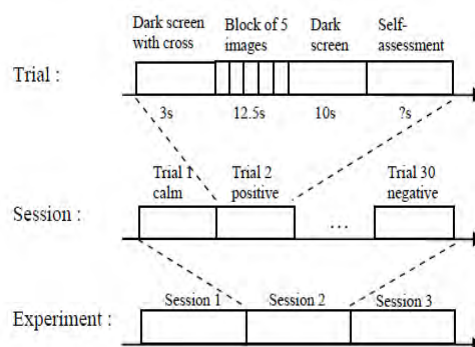 Dark screen with cross
Block of 5 images
Dark screen
Self-assessment
Trial :
3s
12.5s
10s
?s
Trial 1 calm
Trial 2 positive
Trial 30 negative
Session :
...
Session 1
Session 2
Session 3
Experiment :